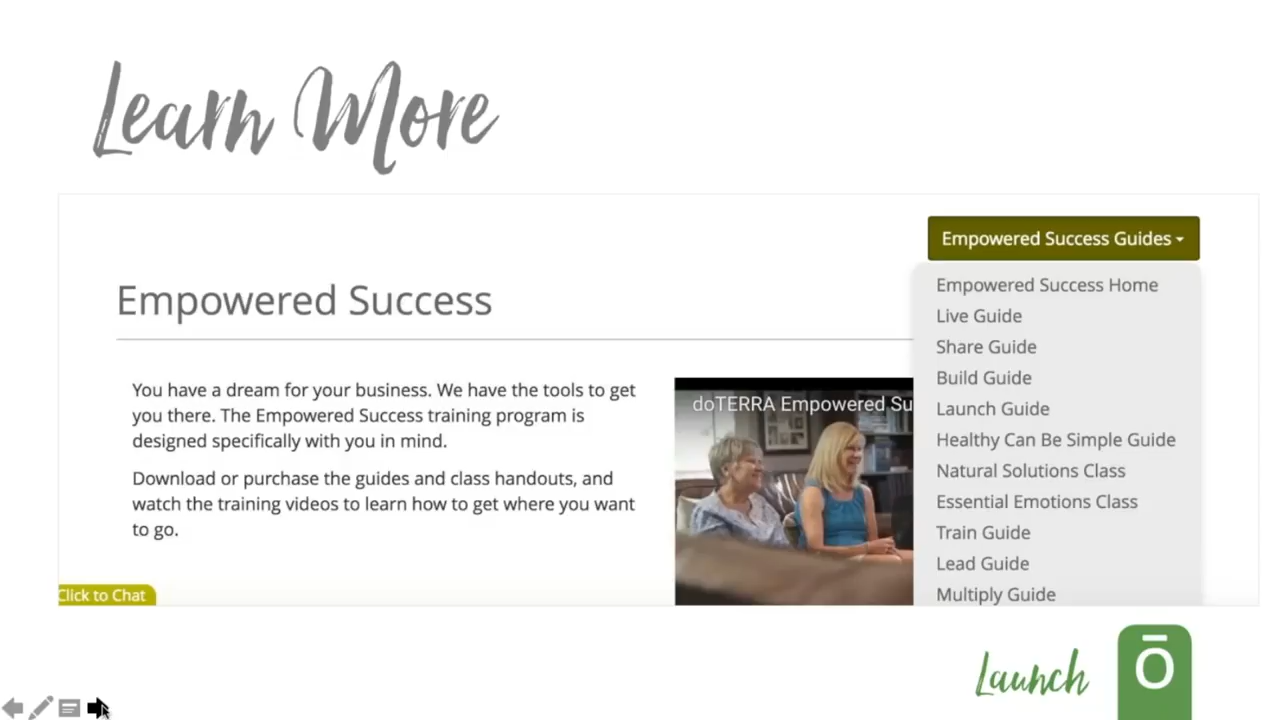 Learn More
Empowered Success Guides
Empowered Success Home
Live Guide
Share Guide
Build Guide
Launch Guide
Healthy Can Be Simple Guide
Natural Solutions Class
Essential Emotions Class
Train Guide
Lead Guide
Multiply Guide
Empowered Success
You have a dream for your business. We have the tools to get
you there. The Empowered Success training program is
designed specifically with you in mind.
Download or purchase the guides and class handouts, and
watch the training videos to learn how to get where you want
to go.
doTERRA Empowered Su
Click to Chat
Launch
Ō